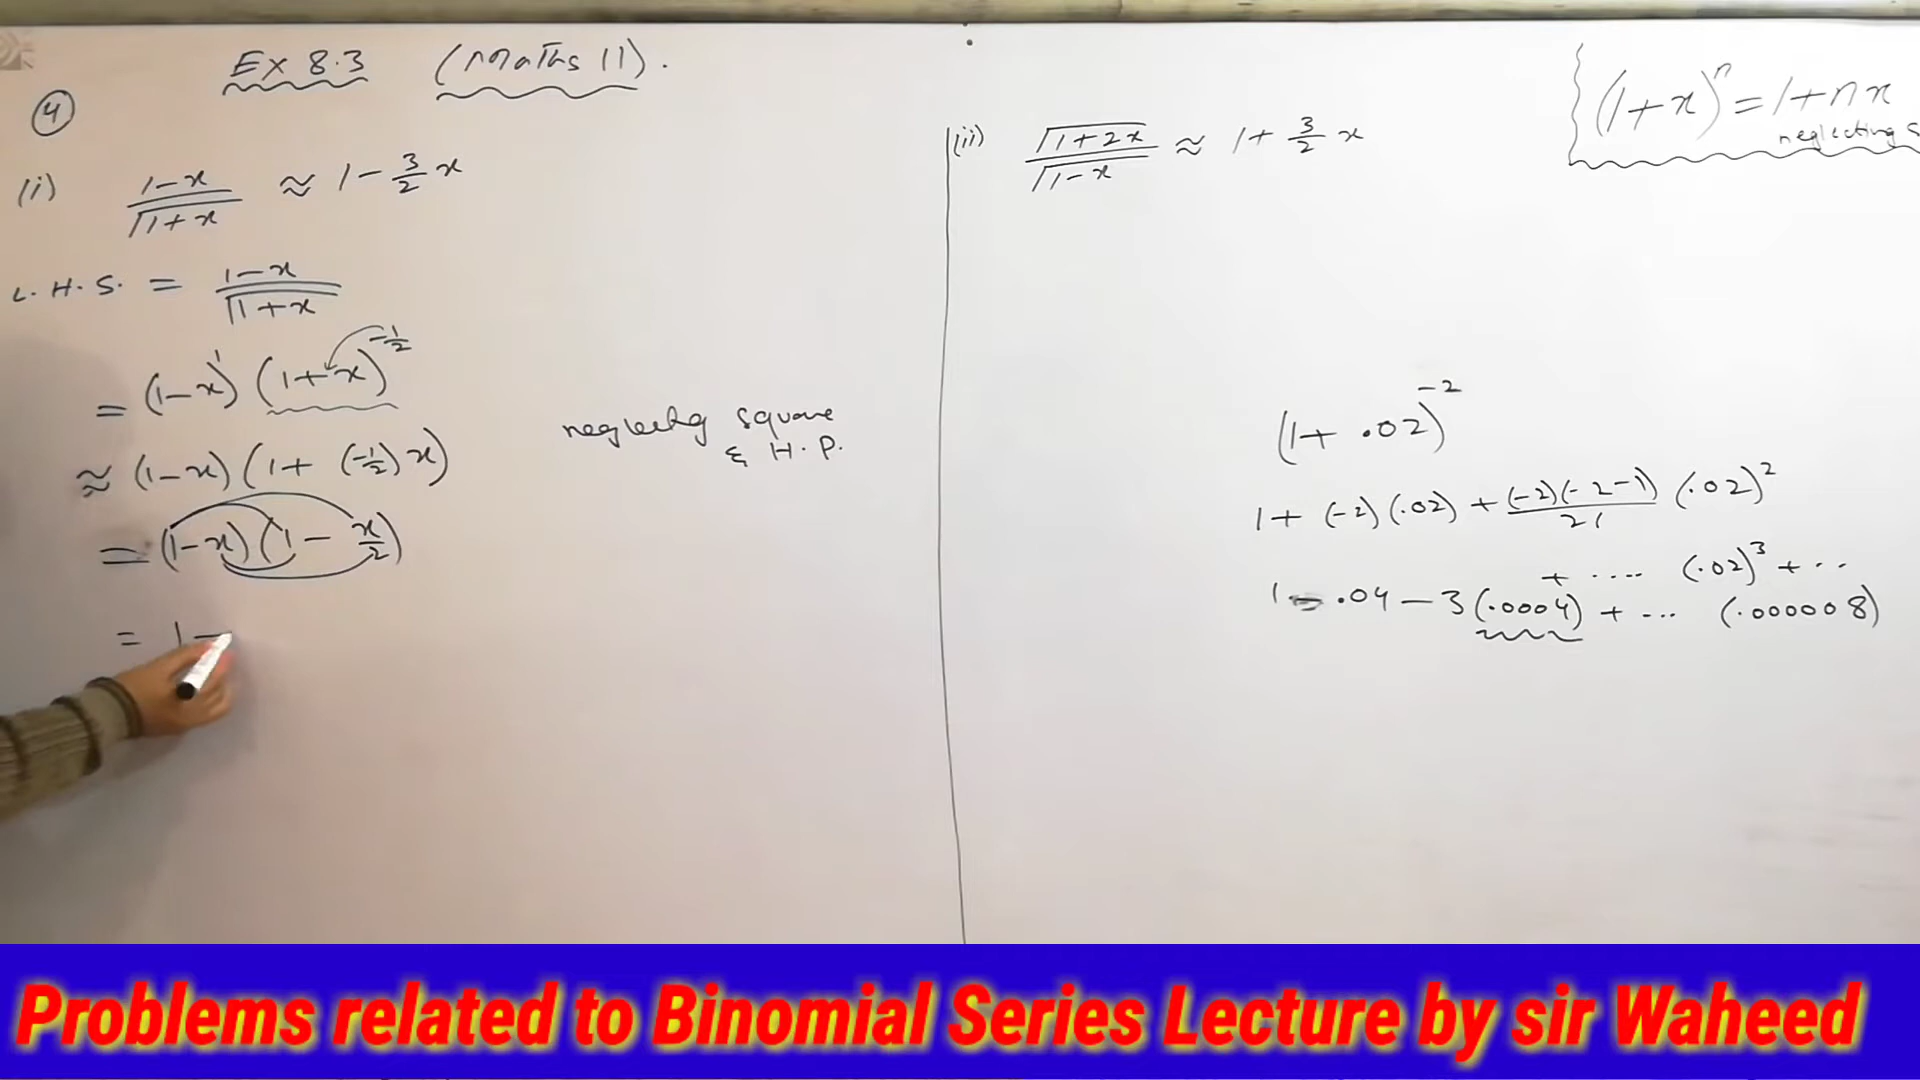 Ex 8.3 (Maths 11).
④
(i) 1-x / √1+x ≈ 1 - 3/2 x
L.H.S. = 1-x / √1+x
= (1-x)^1 (1+x)^-1/2
≈ (1-x) (1+ (-1/2) x)
neglectg square
& H.P.
= (1-x) (1 - x/2)
= 1 -
(ii) √1+2x / √1-x ≈ 1 + 3/2 x
(1+x)^n = 1+nx
neglecting s
(1+ .02)^-2
1 + (-2)(.02) + (-2)(-2-1)/2! (.02)^2
+ .... (.02)^3 + ..
1 - .04 - 3(.0004) + ... (.000008)
Problems related to Binomial Series Lecture by sir Waheed